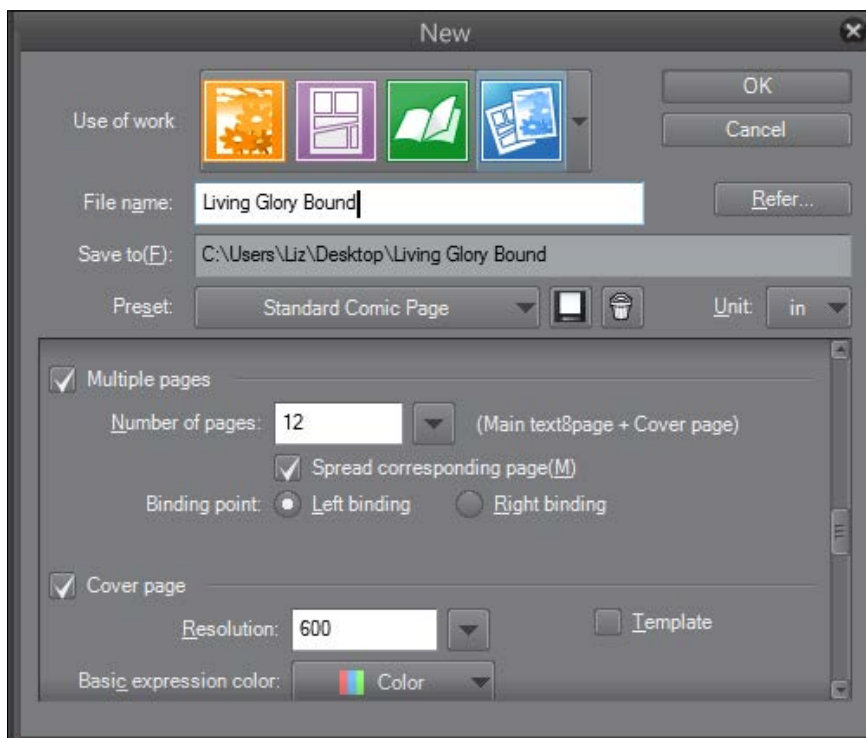 New
Use of work
OK
Cancel
File name: Living Glory Bound Refer...
Save to(F): C:\Users\Liz\Desktop\Living Glory Bound
Preset: Standard Comic Page Unit: in
Multiple pages
Number of pages: 12 (Main text8page + Cover page)
Spread corresponding page(M)
Binding point: Left binding Right binding
Cover page
Resolution: 600 Template
Basic expression color: Color